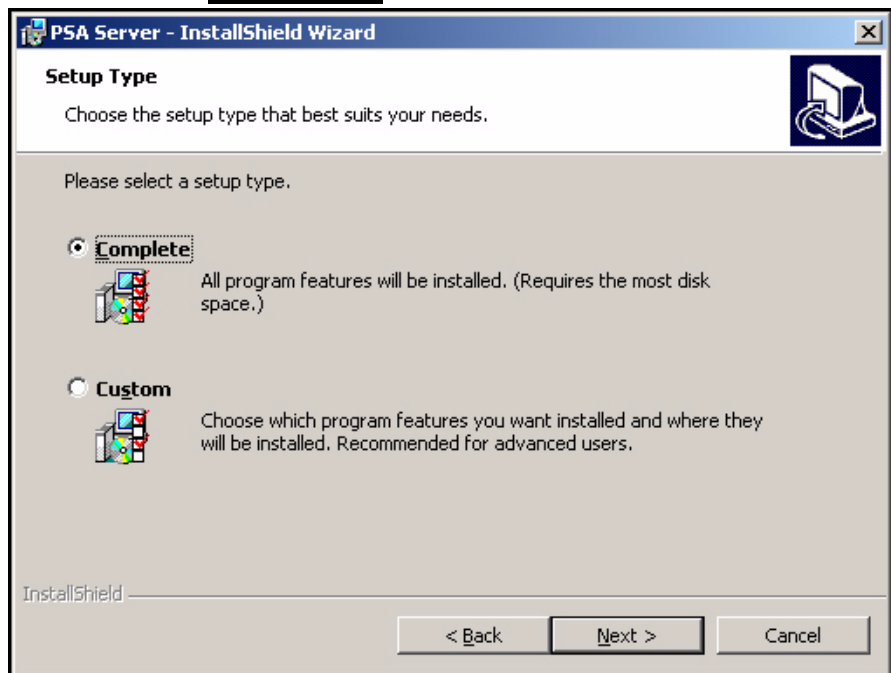 PSA Server - InstallShield Wizard
Setup Type
Choose the setup type that best suits your needs.
Please select a setup type.
Complete
All program features will be installed. (Requires the most disk
space.)
Custom
Choose which program features you want installed and where they
will be installed. Recommended for advanced users.
InstallShield
< Back Next > Cancel